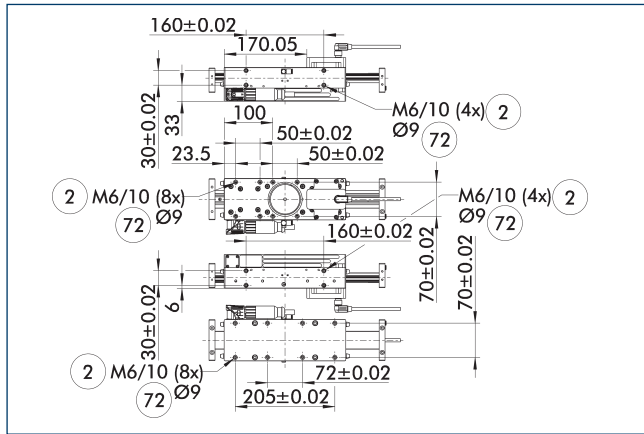 160±0.02
170.05
30±0.02
33
M6/10 (4x) 2
Ø9 72
100
50±0.02
23.5 50±0.02
2 M6/10 (8x)
72 Ø9
M6/10 (4x) 2
Ø9 72
160±0.02
70±0.02
70±0.02
30±0.02
6
2 M6/10 (8x)
72 Ø9
72±0.02
205±0.02